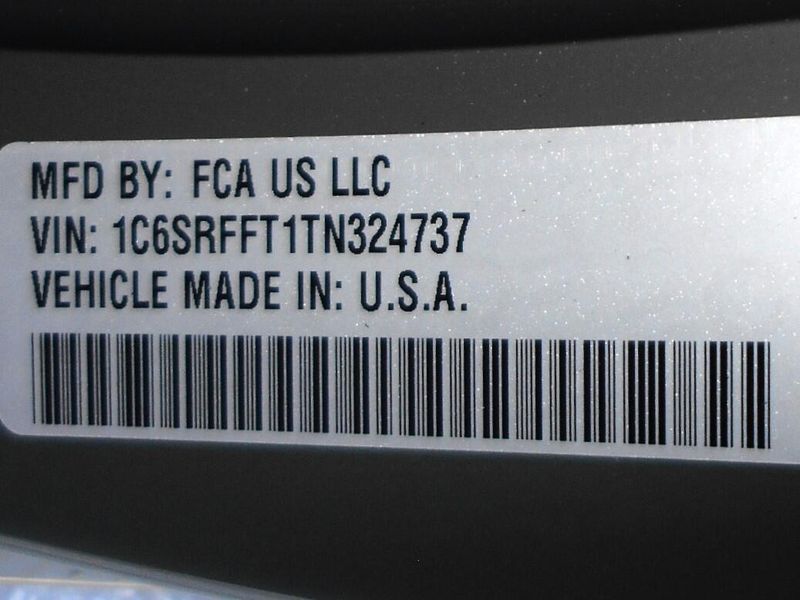 MFD BY: FCA US LLC
VIN: 1C6SRFFT1TN324737
VEHICLE MADE IN: U.S.A.